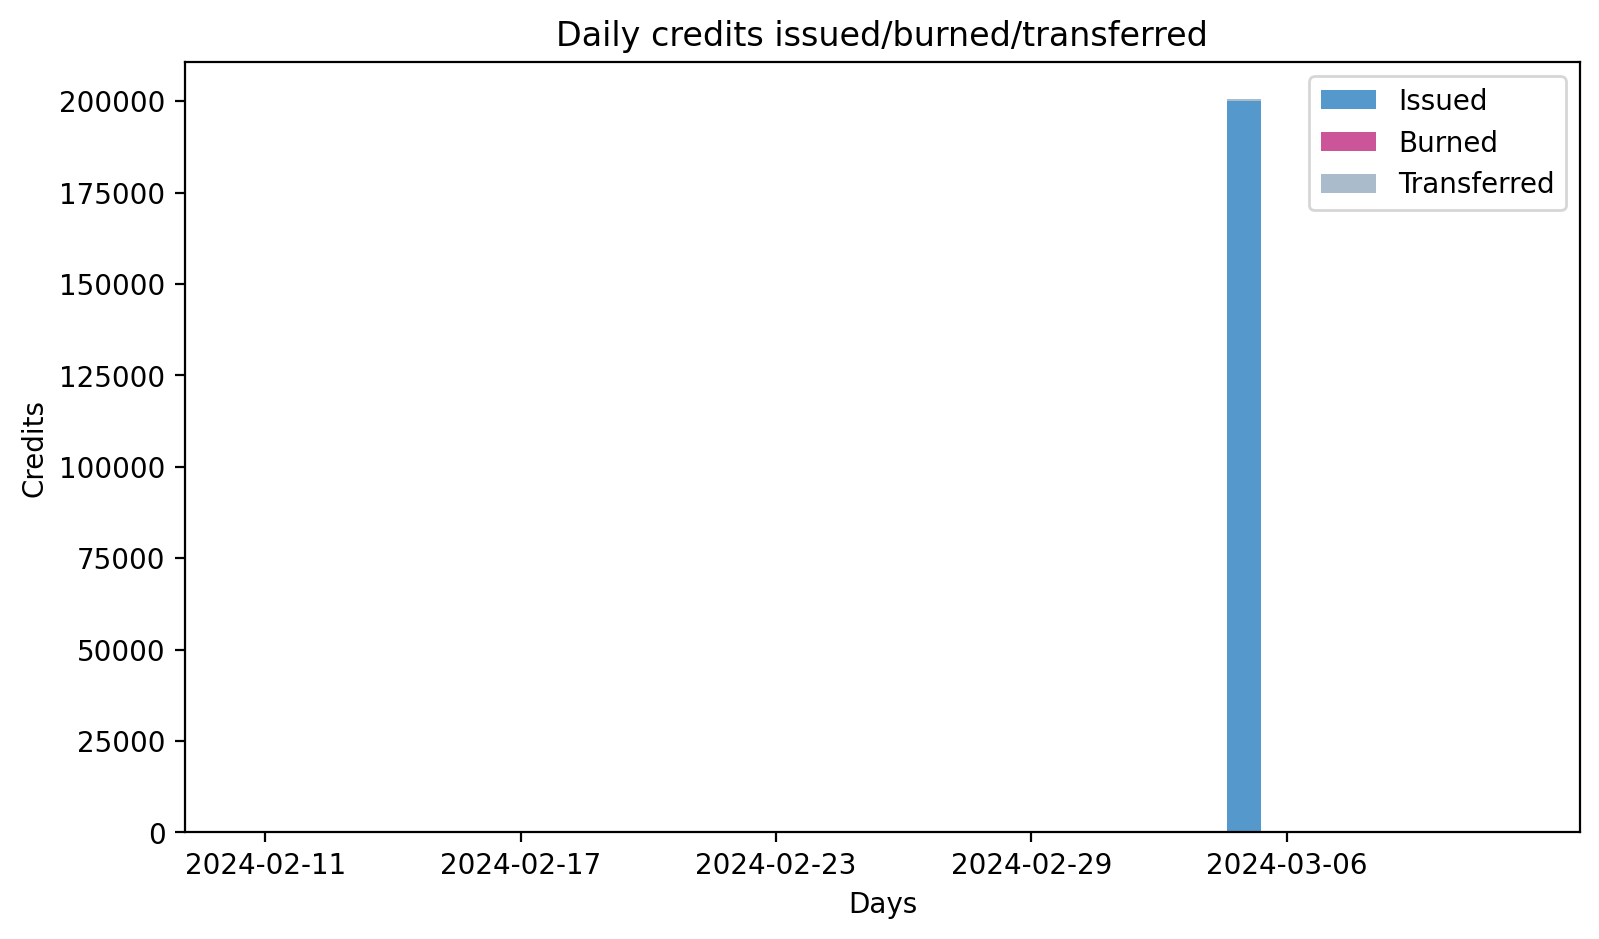 Daily credits issued/burned/transferred
Issued
Burned
Transferred
200000
175000
150000
125000
100000
75000
50000
25000
0
Credits
2024-02-11
2024-02-17
2024-02-23
2024-02-29
2024-03-06
Days